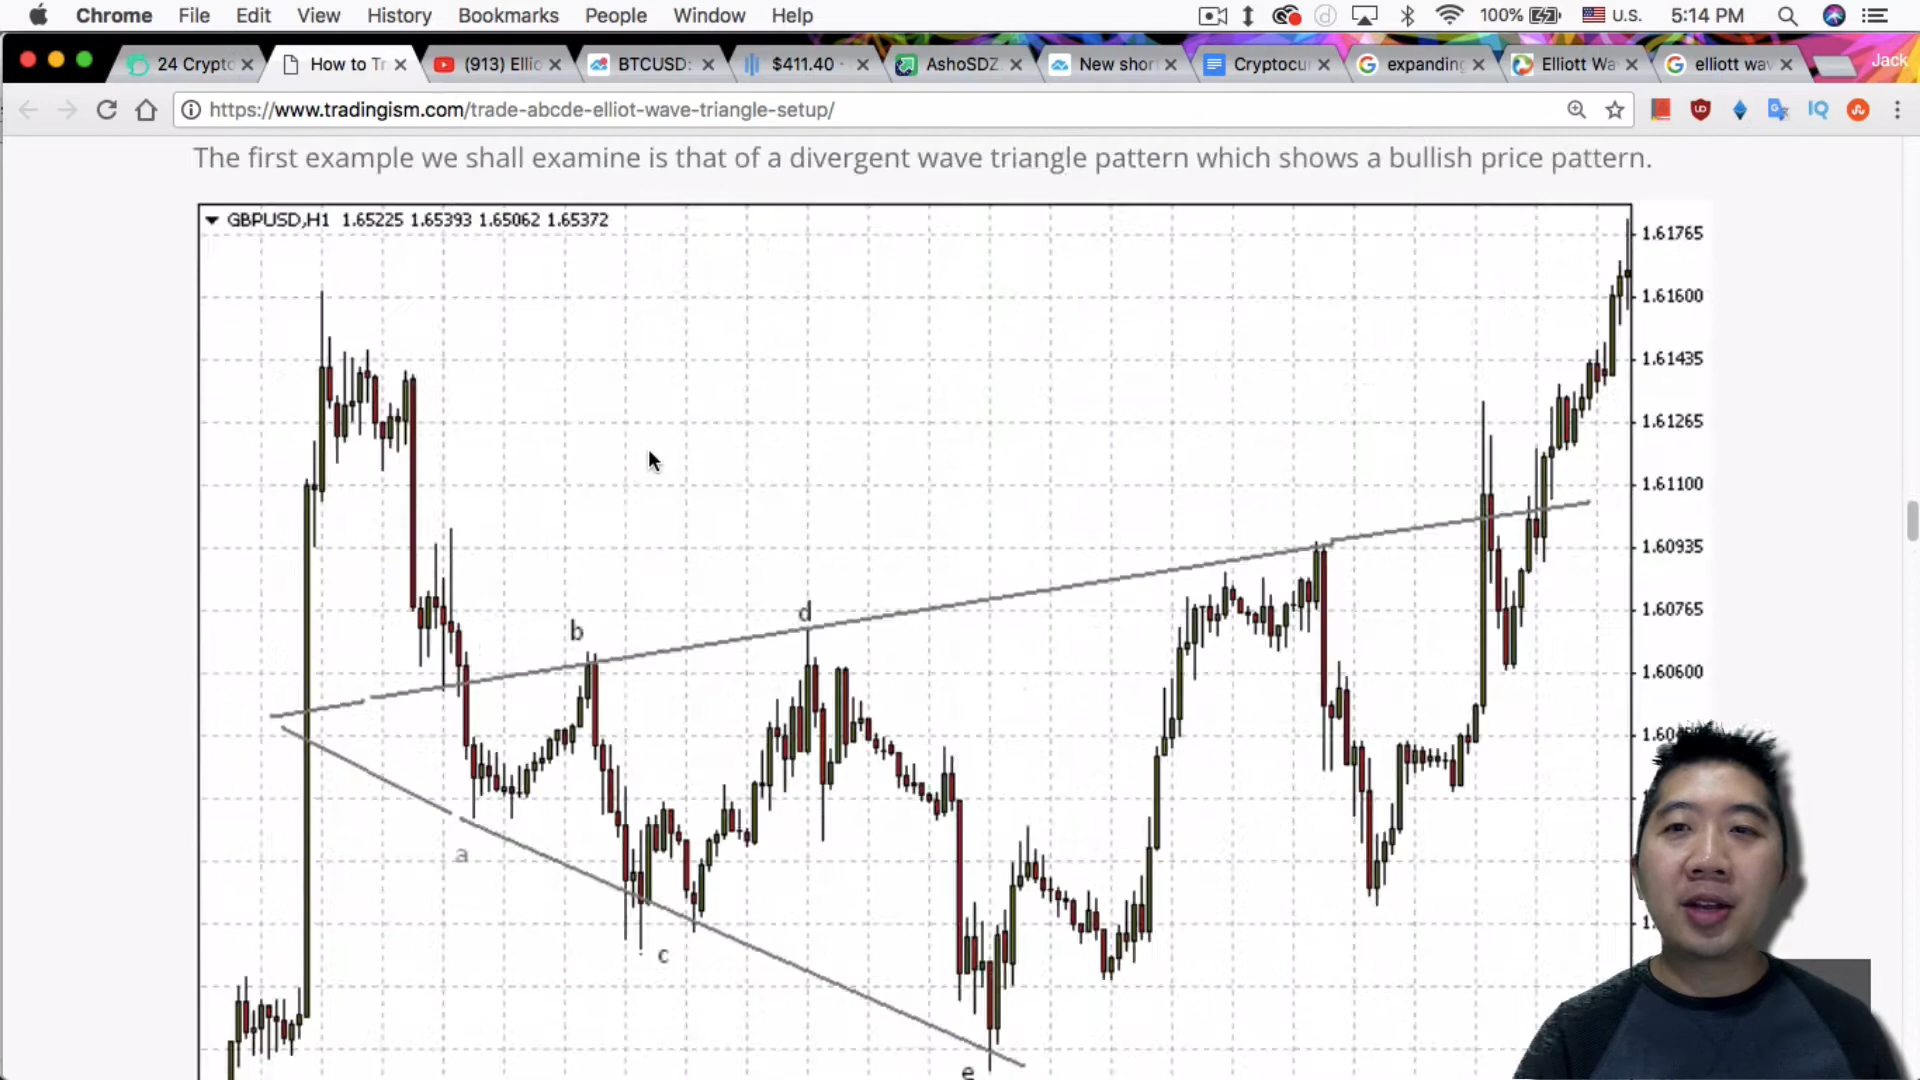 Chrome File Edit View History Bookmarks People Window Help 100% U.S. 5:14 PM
24 Crypto How to Tr (913) Ellio BTCUSD: $411.40 AshoSDZ New shor Cryptocur expanding Elliott Wa elliott wav Jack
https://www.tradingism.com/trade-abcde-elliot-wave-triangle-setup/
The first example we shall examine is that of a divergent wave triangle pattern which shows a bullish price pattern.
GBPUSD,H1 1.65225 1.65393 1.65062 1.65372
1.61765
1.61600
1.61435
1.61265
1.61100
1.60935
1.60765
1.60600
a
b
c
d
e